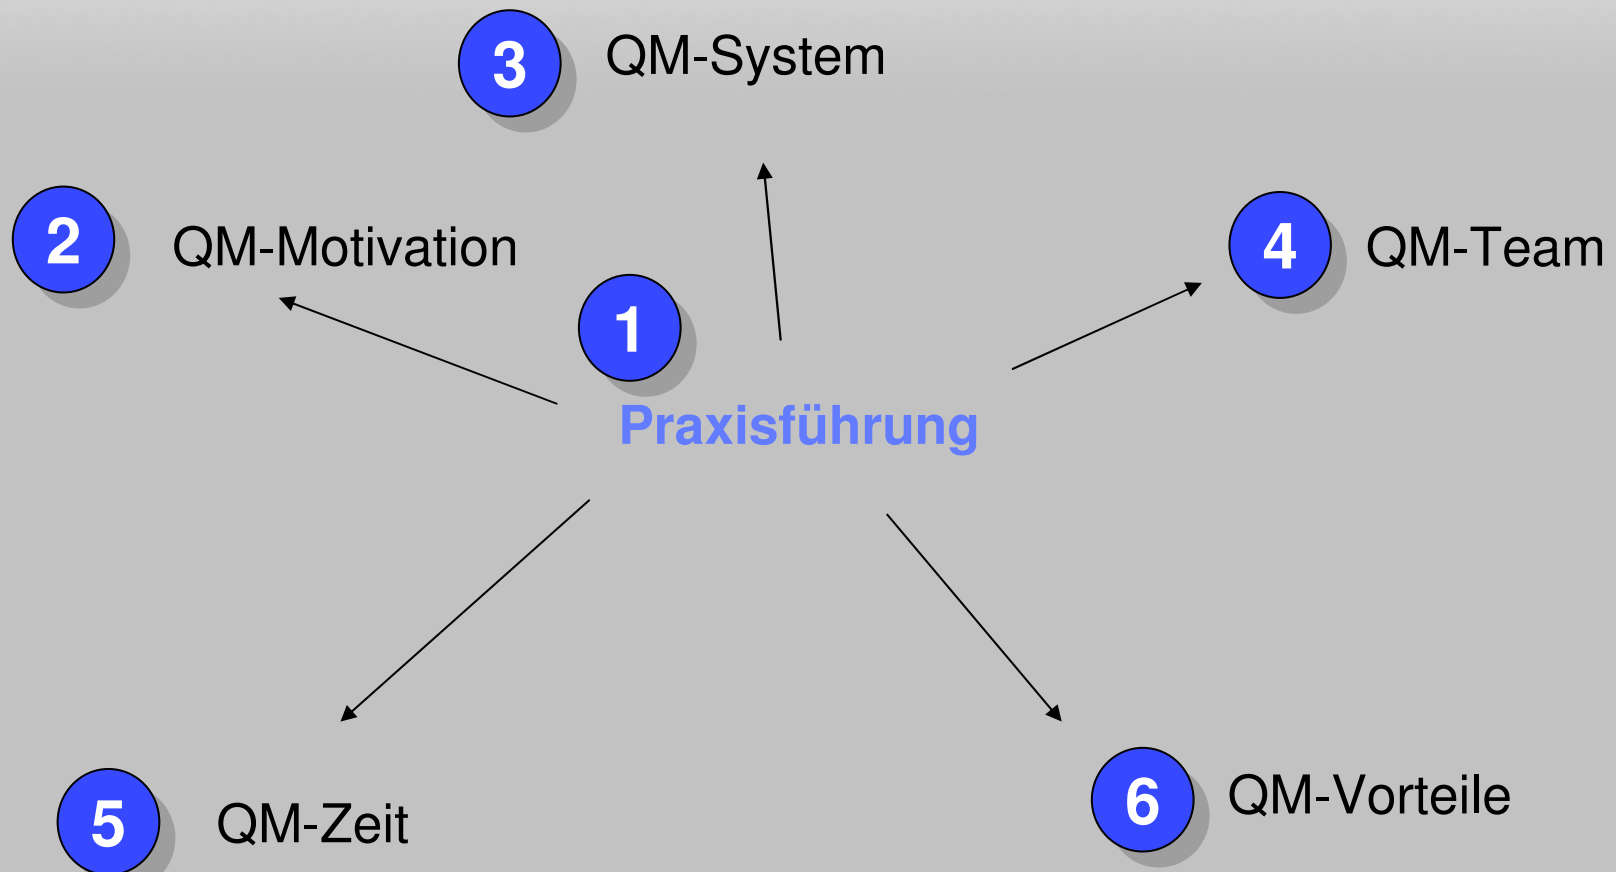 3 QM-System
2 QM-Motivation
4 QM-Team
1
Praxisführung
5 QM-Zeit
6 QM-Vorteile